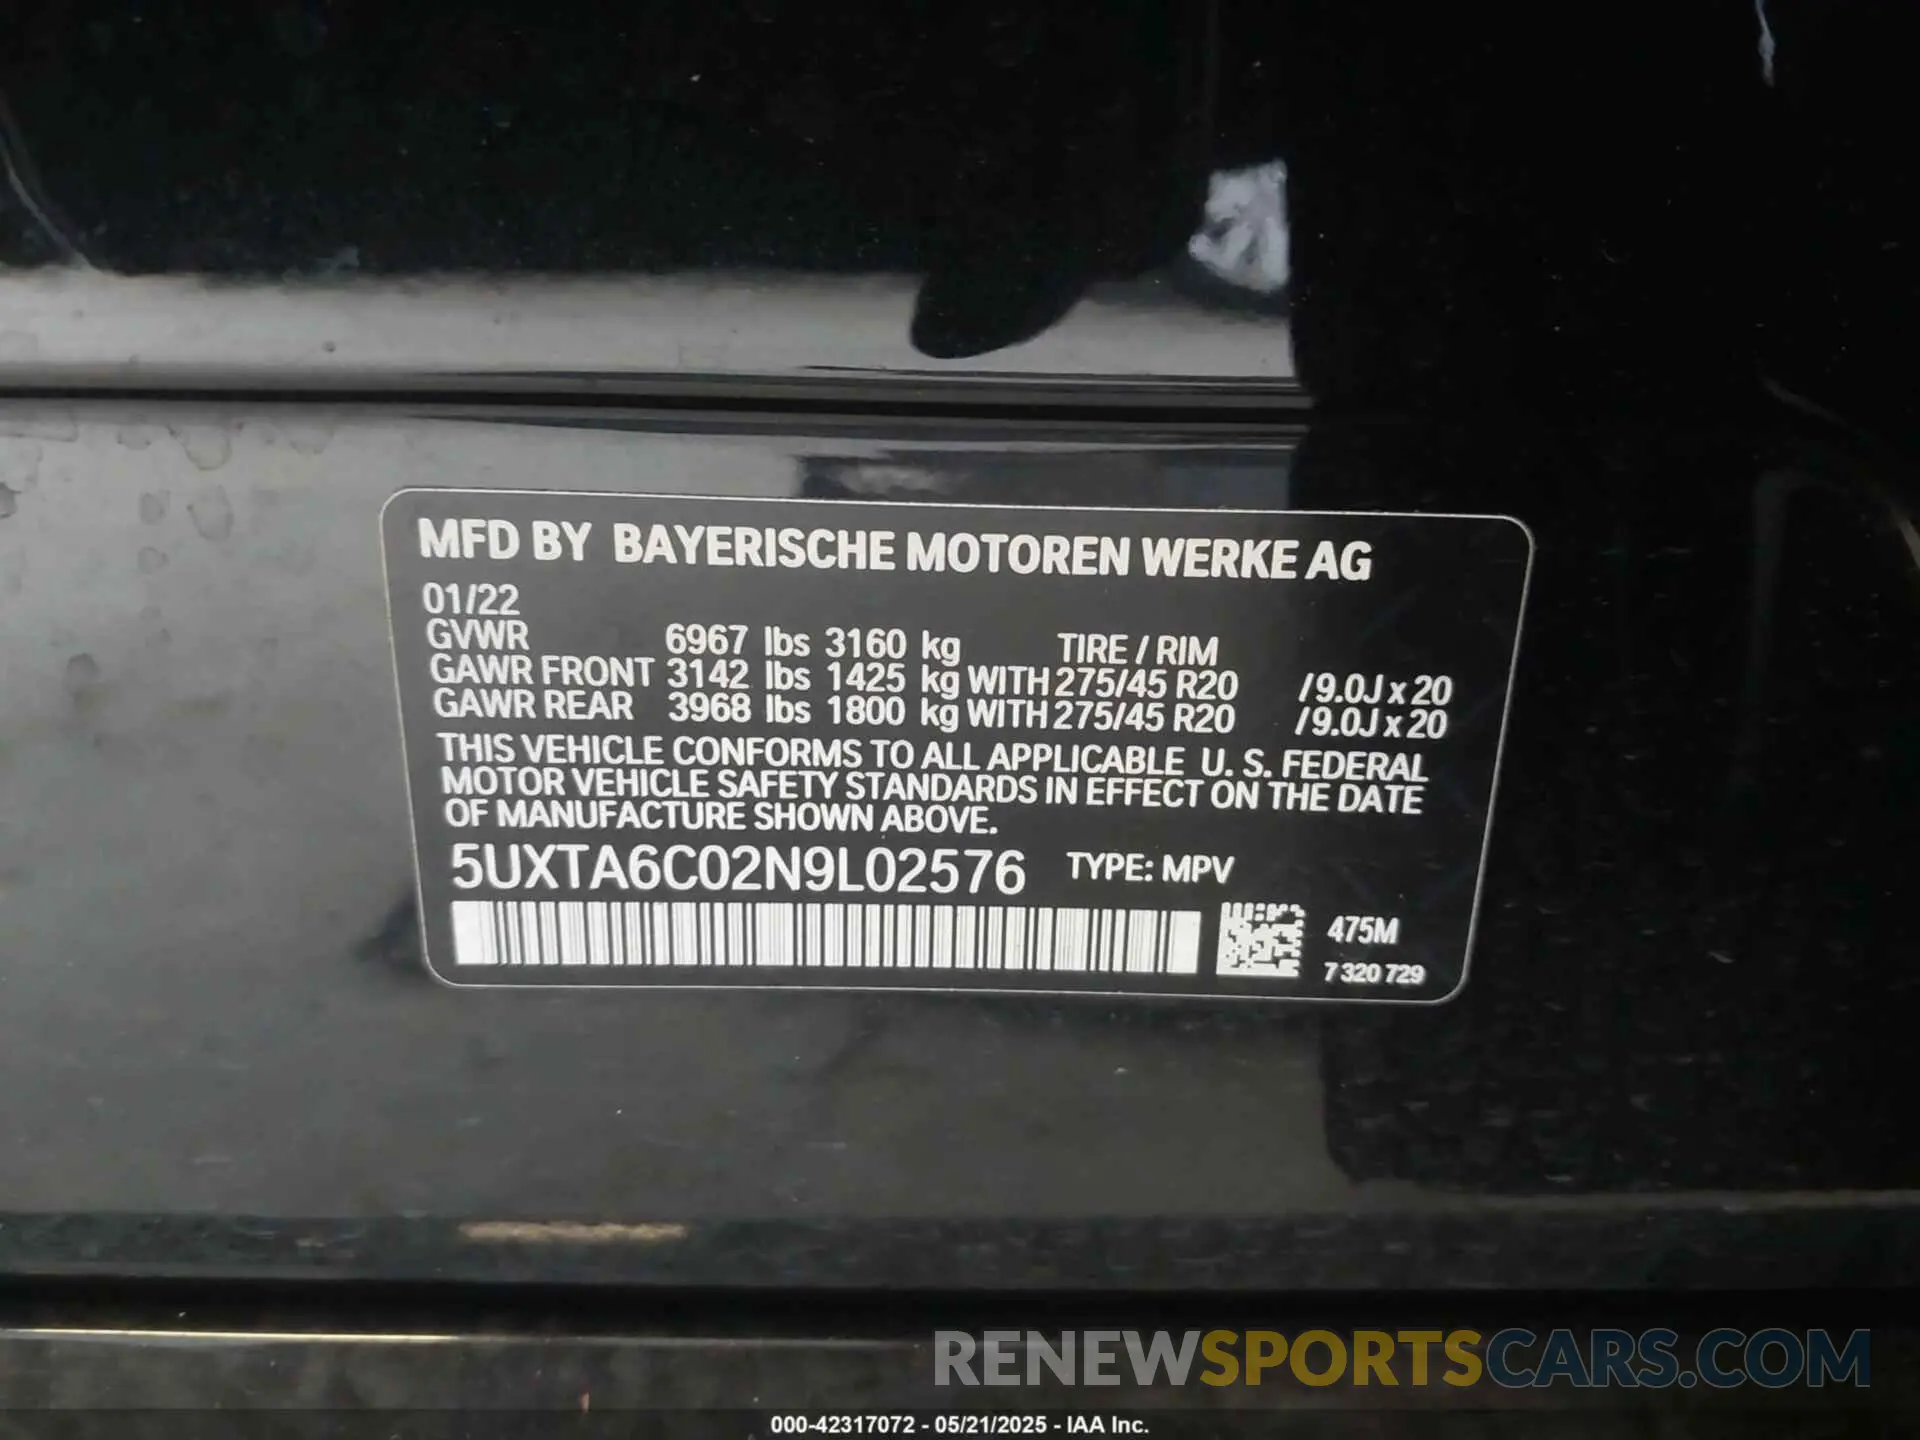 MFD BY BAYERISCHE MOTOREN WERKE AG
01/22
GVWR 6967 lbs 3160 kg TIRE / RIM
GAWR FRONT 3142 lbs 1425 kg WITH 275/45 R20 /9.0J x 20
GAWR REAR 3968 lbs 1800 kg WITH 275/45 R20 /9.0J x 20
THIS VEHICLE CONFORMS TO ALL APPLICABLE U. S. FEDERAL
MOTOR VEHICLE SAFETY STANDARDS IN EFFECT ON THE DATE
OF MANUFACTURE SHOWN ABOVE.
5UXTA6C02N9L02576 TYPE: MPV
475M
7 320 729
RENEWSPORTSCARS.COM
000-42317072 - 05/21/2025 - IAA Inc.